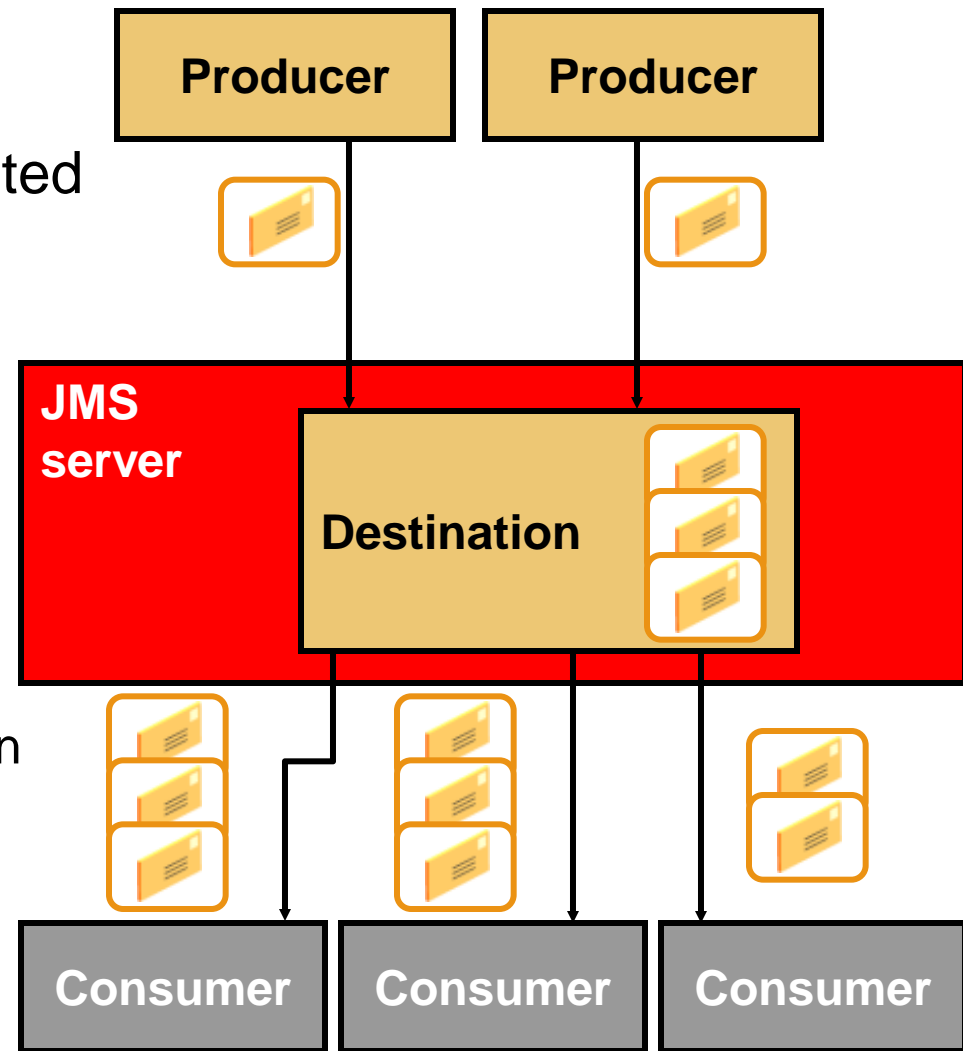 Producer Producer
ted
JMS
server
Destination
n
Consumer Consumer Consumer